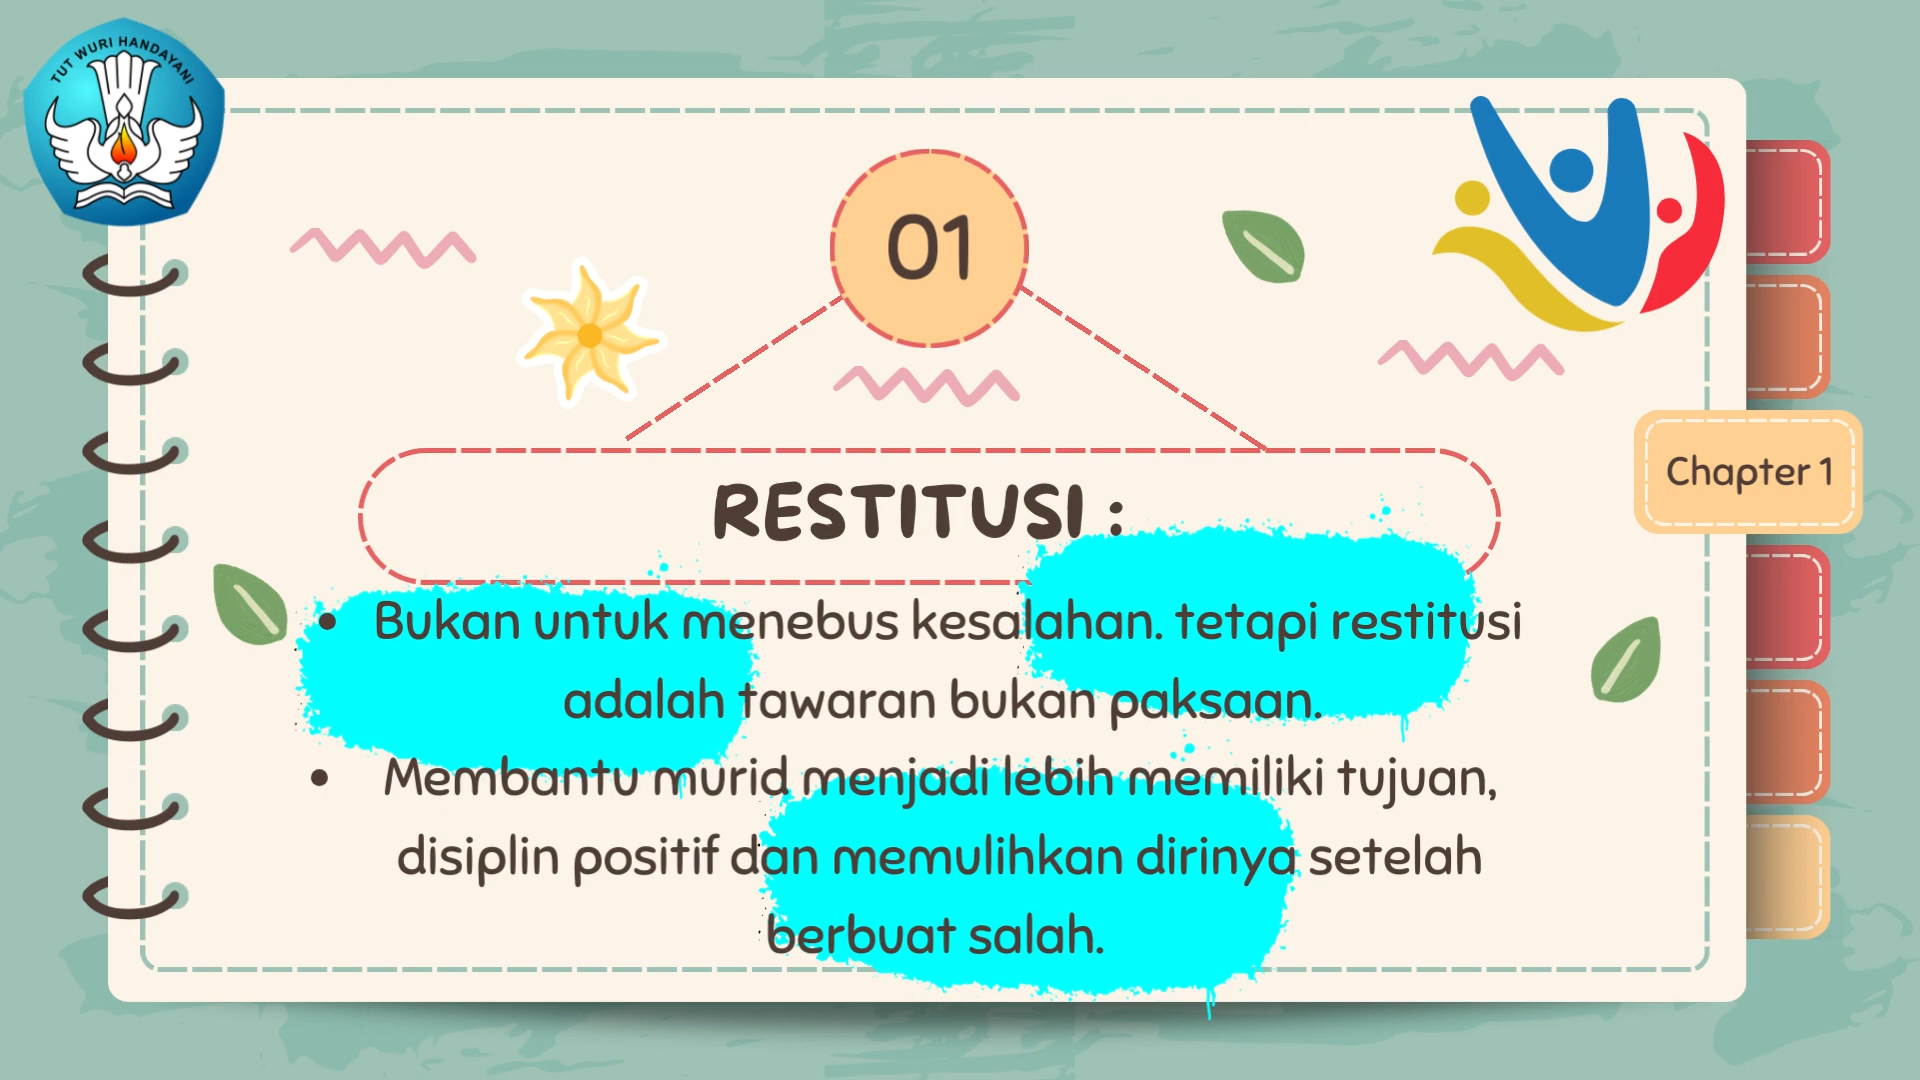 TUT WURI HANDAYANI
01
Chapter 1
RESTITUSI :
• Bukan untuk menebus kesalahan. tetapi restitusi
adalah tawaran bukan paksaan.
• Membantu murid menjadi lebih memiliki tujuan,
disiplin positif dan memulihkan dirinya setelah
berbuat salah.